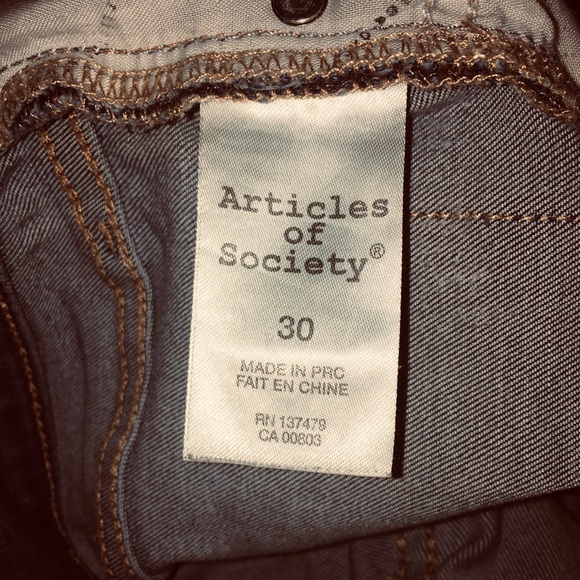 Articles
of
Society®
30
MADE IN PRC
FAIT EN CHINE
RN 137479
CA 00803